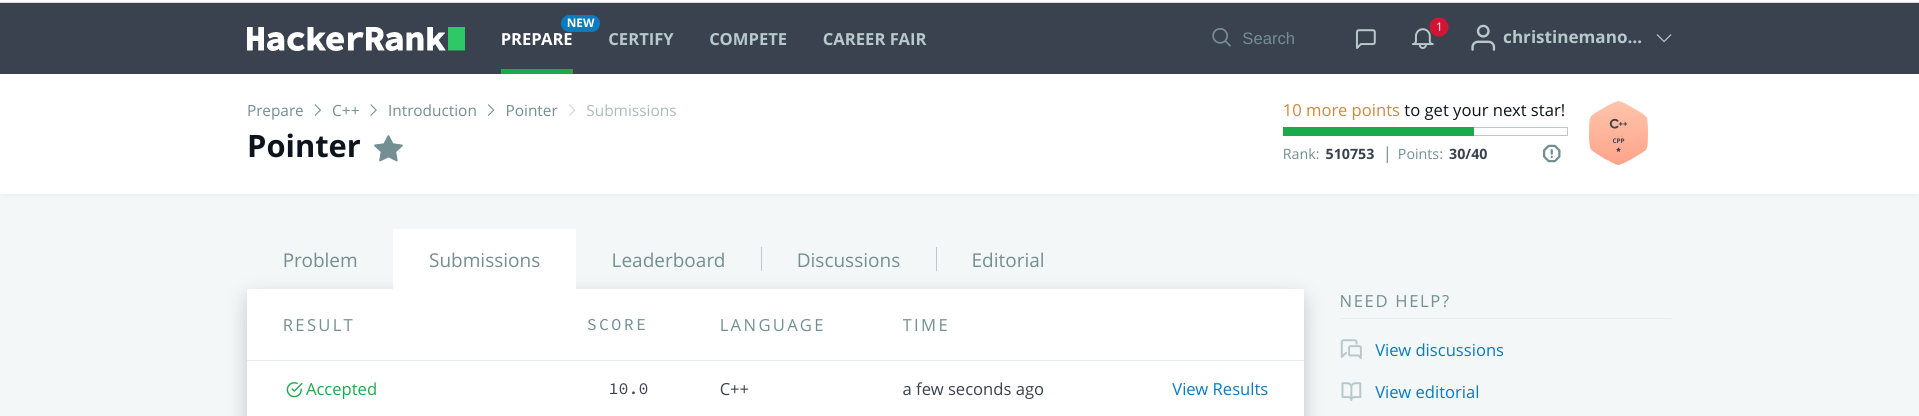 HackerRank PREPARE NEW CERTIFY COMPETE CAREER FAIR Search 1 christinemano...
Prepare > C++ > Introduction > Pointer > Submissions
Pointer
10 more points to get your next star!
Rank: 510753 | Points: 30/40
C++
CPP
Problem Submissions Leaderboard Discussions Editorial
RESULT SCORE LANGUAGE TIME
Accepted 10.0 C++ a few seconds ago View Results
NEED HELP?
View discussions
View editorial